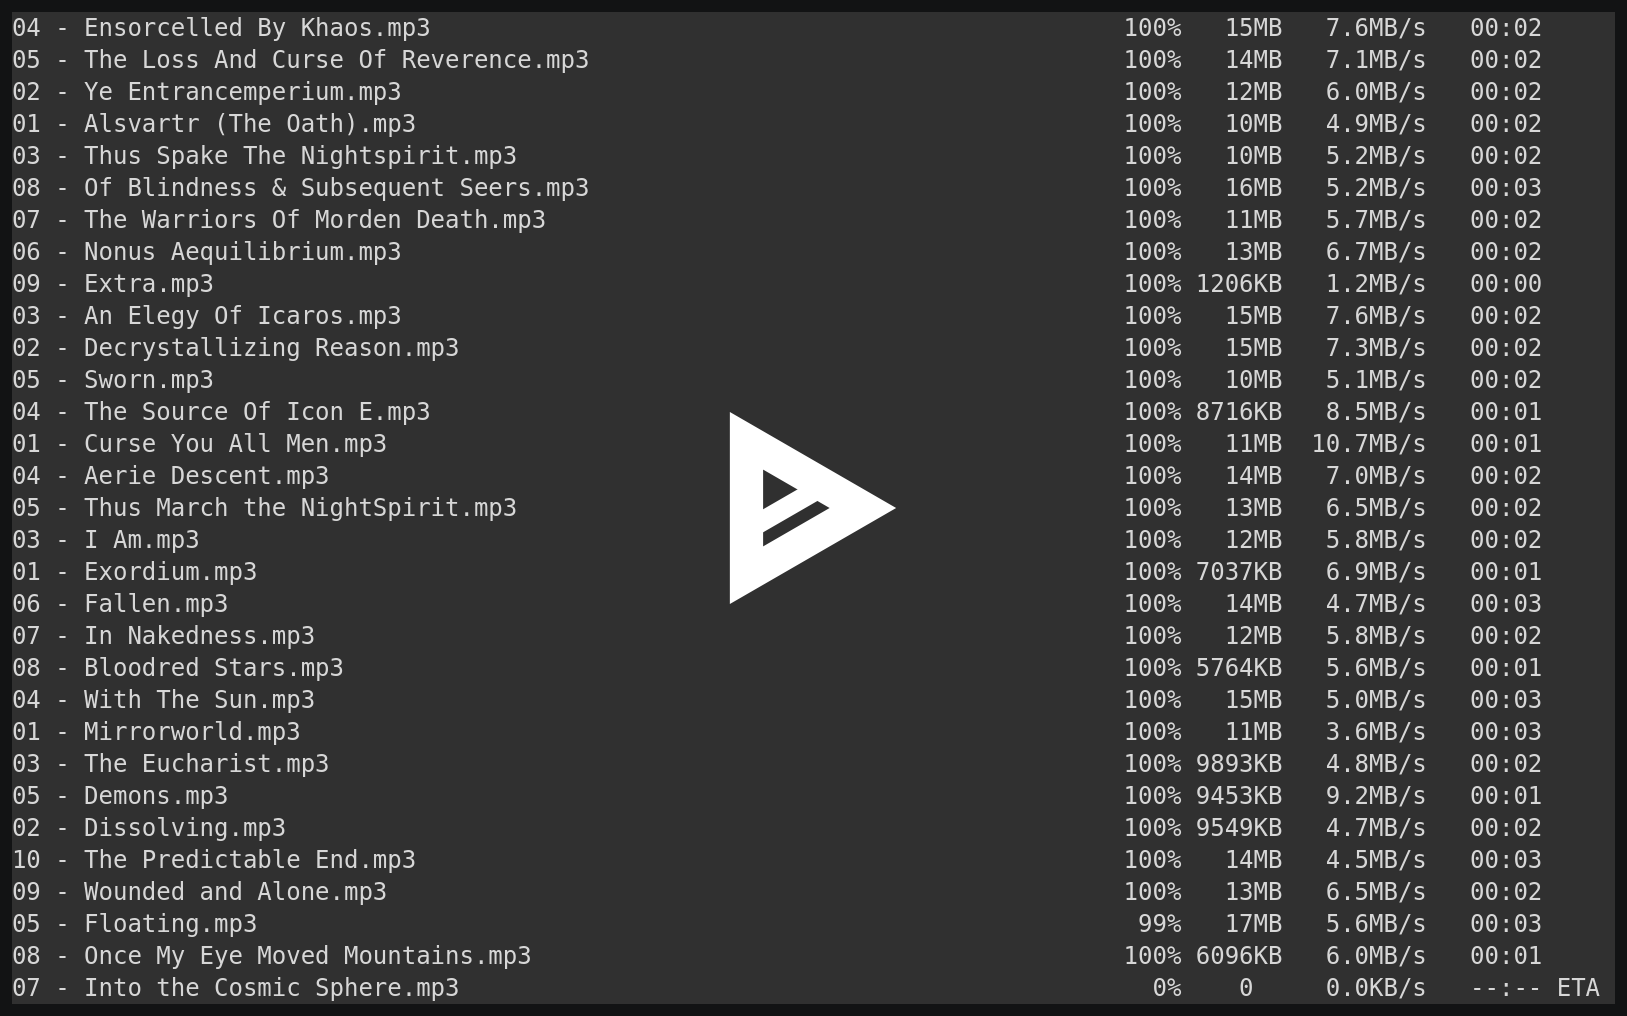 04 - Ensorcelled By Khaos.mp3 100% 15MB 7.6MB/s 00:02
05 - The Loss And Curse Of Reverence.mp3 100% 14MB 7.1MB/s 00:02
02 - Ye Entrancemperium.mp3 100% 12MB 6.0MB/s 00:02
01 - Alsvartr (The Oath).mp3 100% 10MB 4.9MB/s 00:02
03 - Thus Spake The Nightspirit.mp3 100% 10MB 5.2MB/s 00:02
08 - Of Blindness & Subsequent Seers.mp3 100% 16MB 5.2MB/s 00:03
07 - The Warriors Of Morden Death.mp3 100% 11MB 5.7MB/s 00:02
06 - Nonus Aequilibrium.mp3 100% 13MB 6.7MB/s 00:02
09 - Extra.mp3 100% 1206KB 1.2MB/s 00:00
03 - An Elegy Of Icaros.mp3 100% 15MB 7.6MB/s 00:02
02 - Decrystallizing Reason.mp3 100% 15MB 7.3MB/s 00:02
05 - Sworn.mp3 100% 10MB 5.1MB/s 00:02
04 - The Source Of Icon E.mp3 100% 8716KB 8.5MB/s 00:01
01 - Curse You All Men.mp3 100% 11MB 10.7MB/s 00:01
04 - Aerie Descent.mp3 100% 14MB 7.0MB/s 00:02
05 - Thus March the NightSpirit.mp3 100% 13MB 6.5MB/s 00:02
03 - I Am.mp3 100% 12MB 5.8MB/s 00:02
01 - Exordium.mp3 100% 7037KB 6.9MB/s 00:01
06 - Fallen.mp3 100% 14MB 4.7MB/s 00:03
07 - In Nakedness.mp3 100% 12MB 5.8MB/s 00:02
08 - Bloodred Stars.mp3 100% 5764KB 5.6MB/s 00:01
04 - With The Sun.mp3 100% 15MB 5.0MB/s 00:03
01 - Mirrorworld.mp3 100% 11MB 3.6MB/s 00:03
03 - The Eucharist.mp3 100% 9893KB 4.8MB/s 00:02
05 - Demons.mp3 100% 9453KB 9.2MB/s 00:01
02 - Dissolving.mp3 100% 9549KB 4.7MB/s 00:02
10 - The Predictable End.mp3 100% 14MB 4.5MB/s 00:03
09 - Wounded and Alone.mp3 100% 13MB 6.5MB/s 00:02
05 - Floating.mp3 99% 17MB 5.6MB/s 00:03
08 - Once My Eye Moved Mountains.mp3 100% 6096KB 6.0MB/s 00:01
07 - Into the Cosmic Sphere.mp3 0% 0 0.0KB/s --:-- ETA